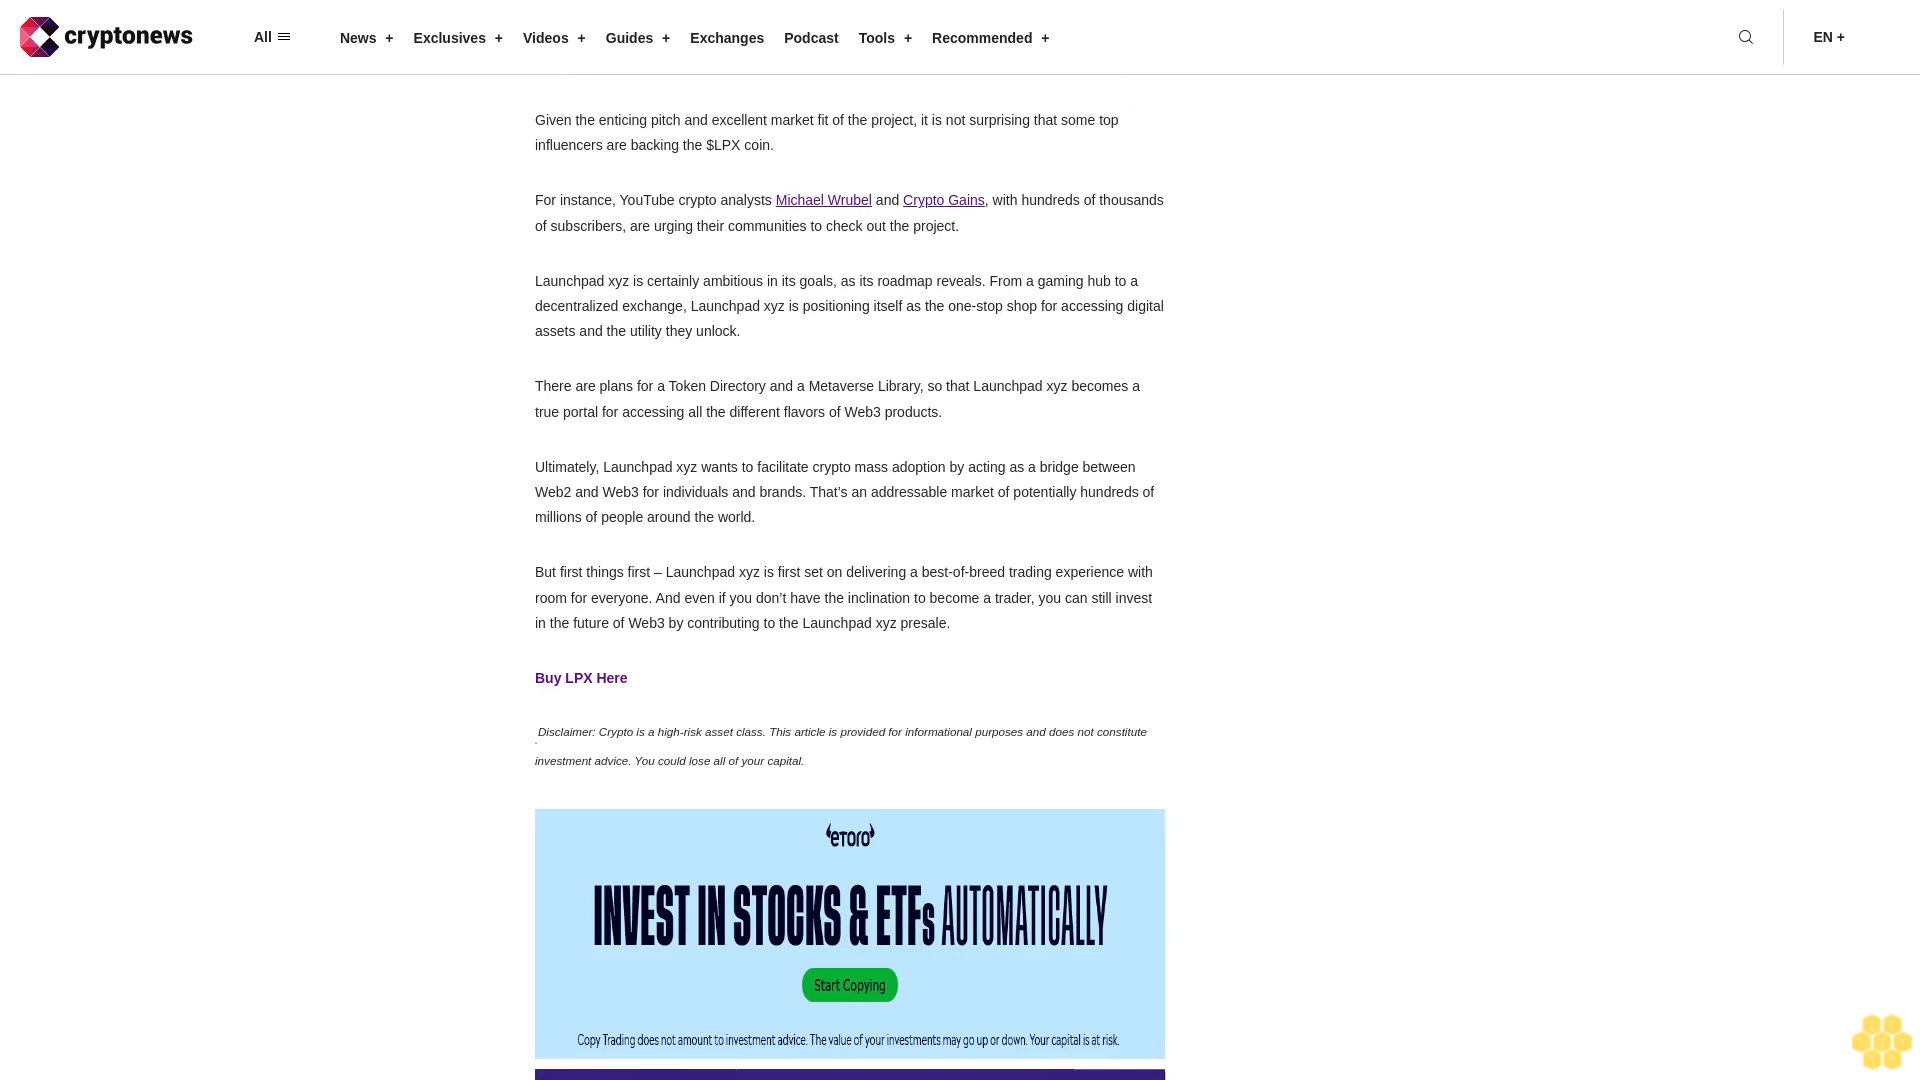 cryptonews
All
News +
Exclusives +
Videos +
Guides +
Exchanges
Podcast
Tools +
Recommended +
EN +
Given the enticing pitch and excellent market fit of the project, it is not surprising that some top
influencers are backing the $LPX coin.
For instance, YouTube crypto analysts Michael Wrubel and Crypto Gains, with hundreds of thousands
of subscribers, are urging their communities to check out the project.
Launchpad xyz is certainly ambitious in its goals, as its roadmap reveals. From a gaming hub to a
decentralized exchange, Launchpad xyz is positioning itself as the one-stop shop for accessing digital
assets and the utility they unlock.
There are plans for a Token Directory and a Metaverse Library, so that Launchpad xyz becomes a
true portal for accessing all the different flavors of Web3 products.
Ultimately, Launchpad xyz wants to facilitate crypto mass adoption by acting as a bridge between
Web2 and Web3 for individuals and brands. That’s an addressable market of potentially hundreds of
millions of people around the world.
But first things first – Launchpad xyz is first set on delivering a best-of-breed trading experience with
room for everyone. And even if you don’t have the inclination to become a trader, you can still invest
in the future of Web3 by contributing to the Launchpad xyz presale.
Buy LPX Here
Disclaimer: Crypto is a high-risk asset class. This article is provided for informational purposes and does not constitute
investment advice. You could lose all of your capital.
eToro
INVEST IN STOCKS & ETFs AUTOMATICALLY
Start Copying
Copy Trading does not amount to investment advice. The value of your investments may go up or down. Your capital is at risk.